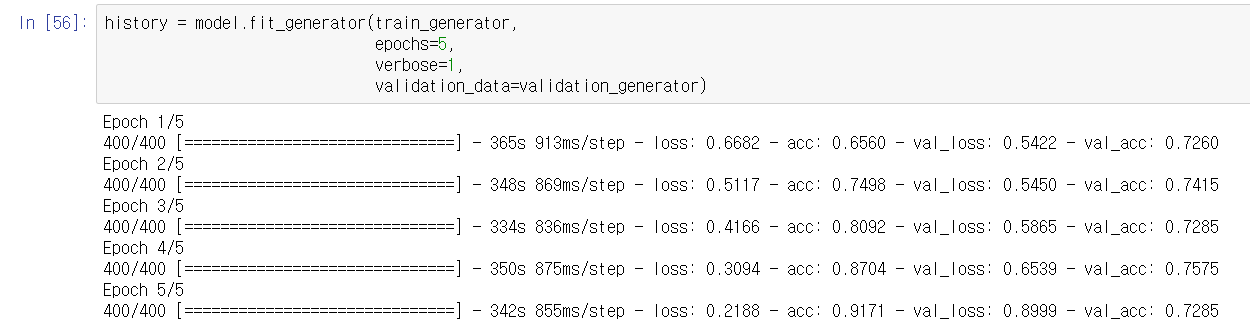 In [56]: history = model.fit_generator(train_generator,
epochs=5,
verbose=1,
validation_data=validation_generator)
Epoch 1/5
400/400 [==============================] - 365s 913ms/step - loss: 0.6682 - acc: 0.6560 - val_loss: 0.5422 - val_acc: 0.7260
Epoch 2/5
400/400 [==============================] - 348s 869ms/step - loss: 0.5117 - acc: 0.7498 - val_loss: 0.5450 - val_acc: 0.7415
Epoch 3/5
400/400 [==============================] - 334s 836ms/step - loss: 0.4166 - acc: 0.8092 - val_loss: 0.5865 - val_acc: 0.7285
Epoch 4/5
400/400 [==============================] - 350s 875ms/step - loss: 0.3094 - acc: 0.8704 - val_loss: 0.6539 - val_acc: 0.7575
Epoch 5/5
400/400 [==============================] - 342s 855ms/step - loss: 0.2188 - acc: 0.9171 - val_loss: 0.8999 - val_acc: 0.7285